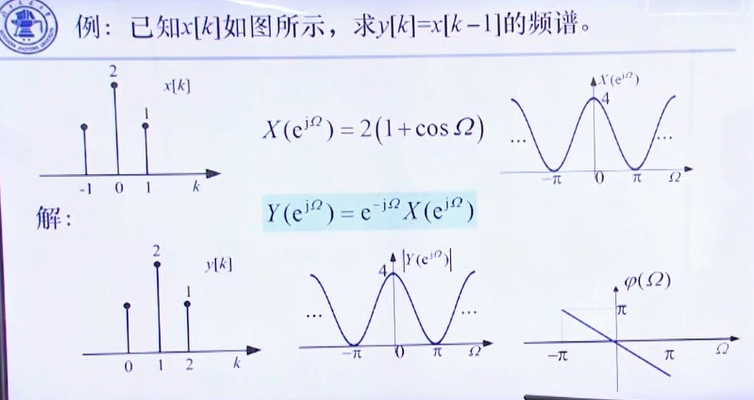 例：已知x[k]如图所示，求y[k]=x[k−1]的频谱。
2
x[k]
1
-1 0 1 k
X(e^{jΩ}) = 2(1+cosΩ)
X(e^{jΩ})
4
... ...
−π 0 π Ω
解：
Y(e^{jΩ}) = e^{-jΩ} X(e^{jΩ})
2
y[k]
1
0 1 2 k
|Y(e^{jΩ})|
4
... ...
−π 0 π Ω
φ(Ω)
π
−π π Ω